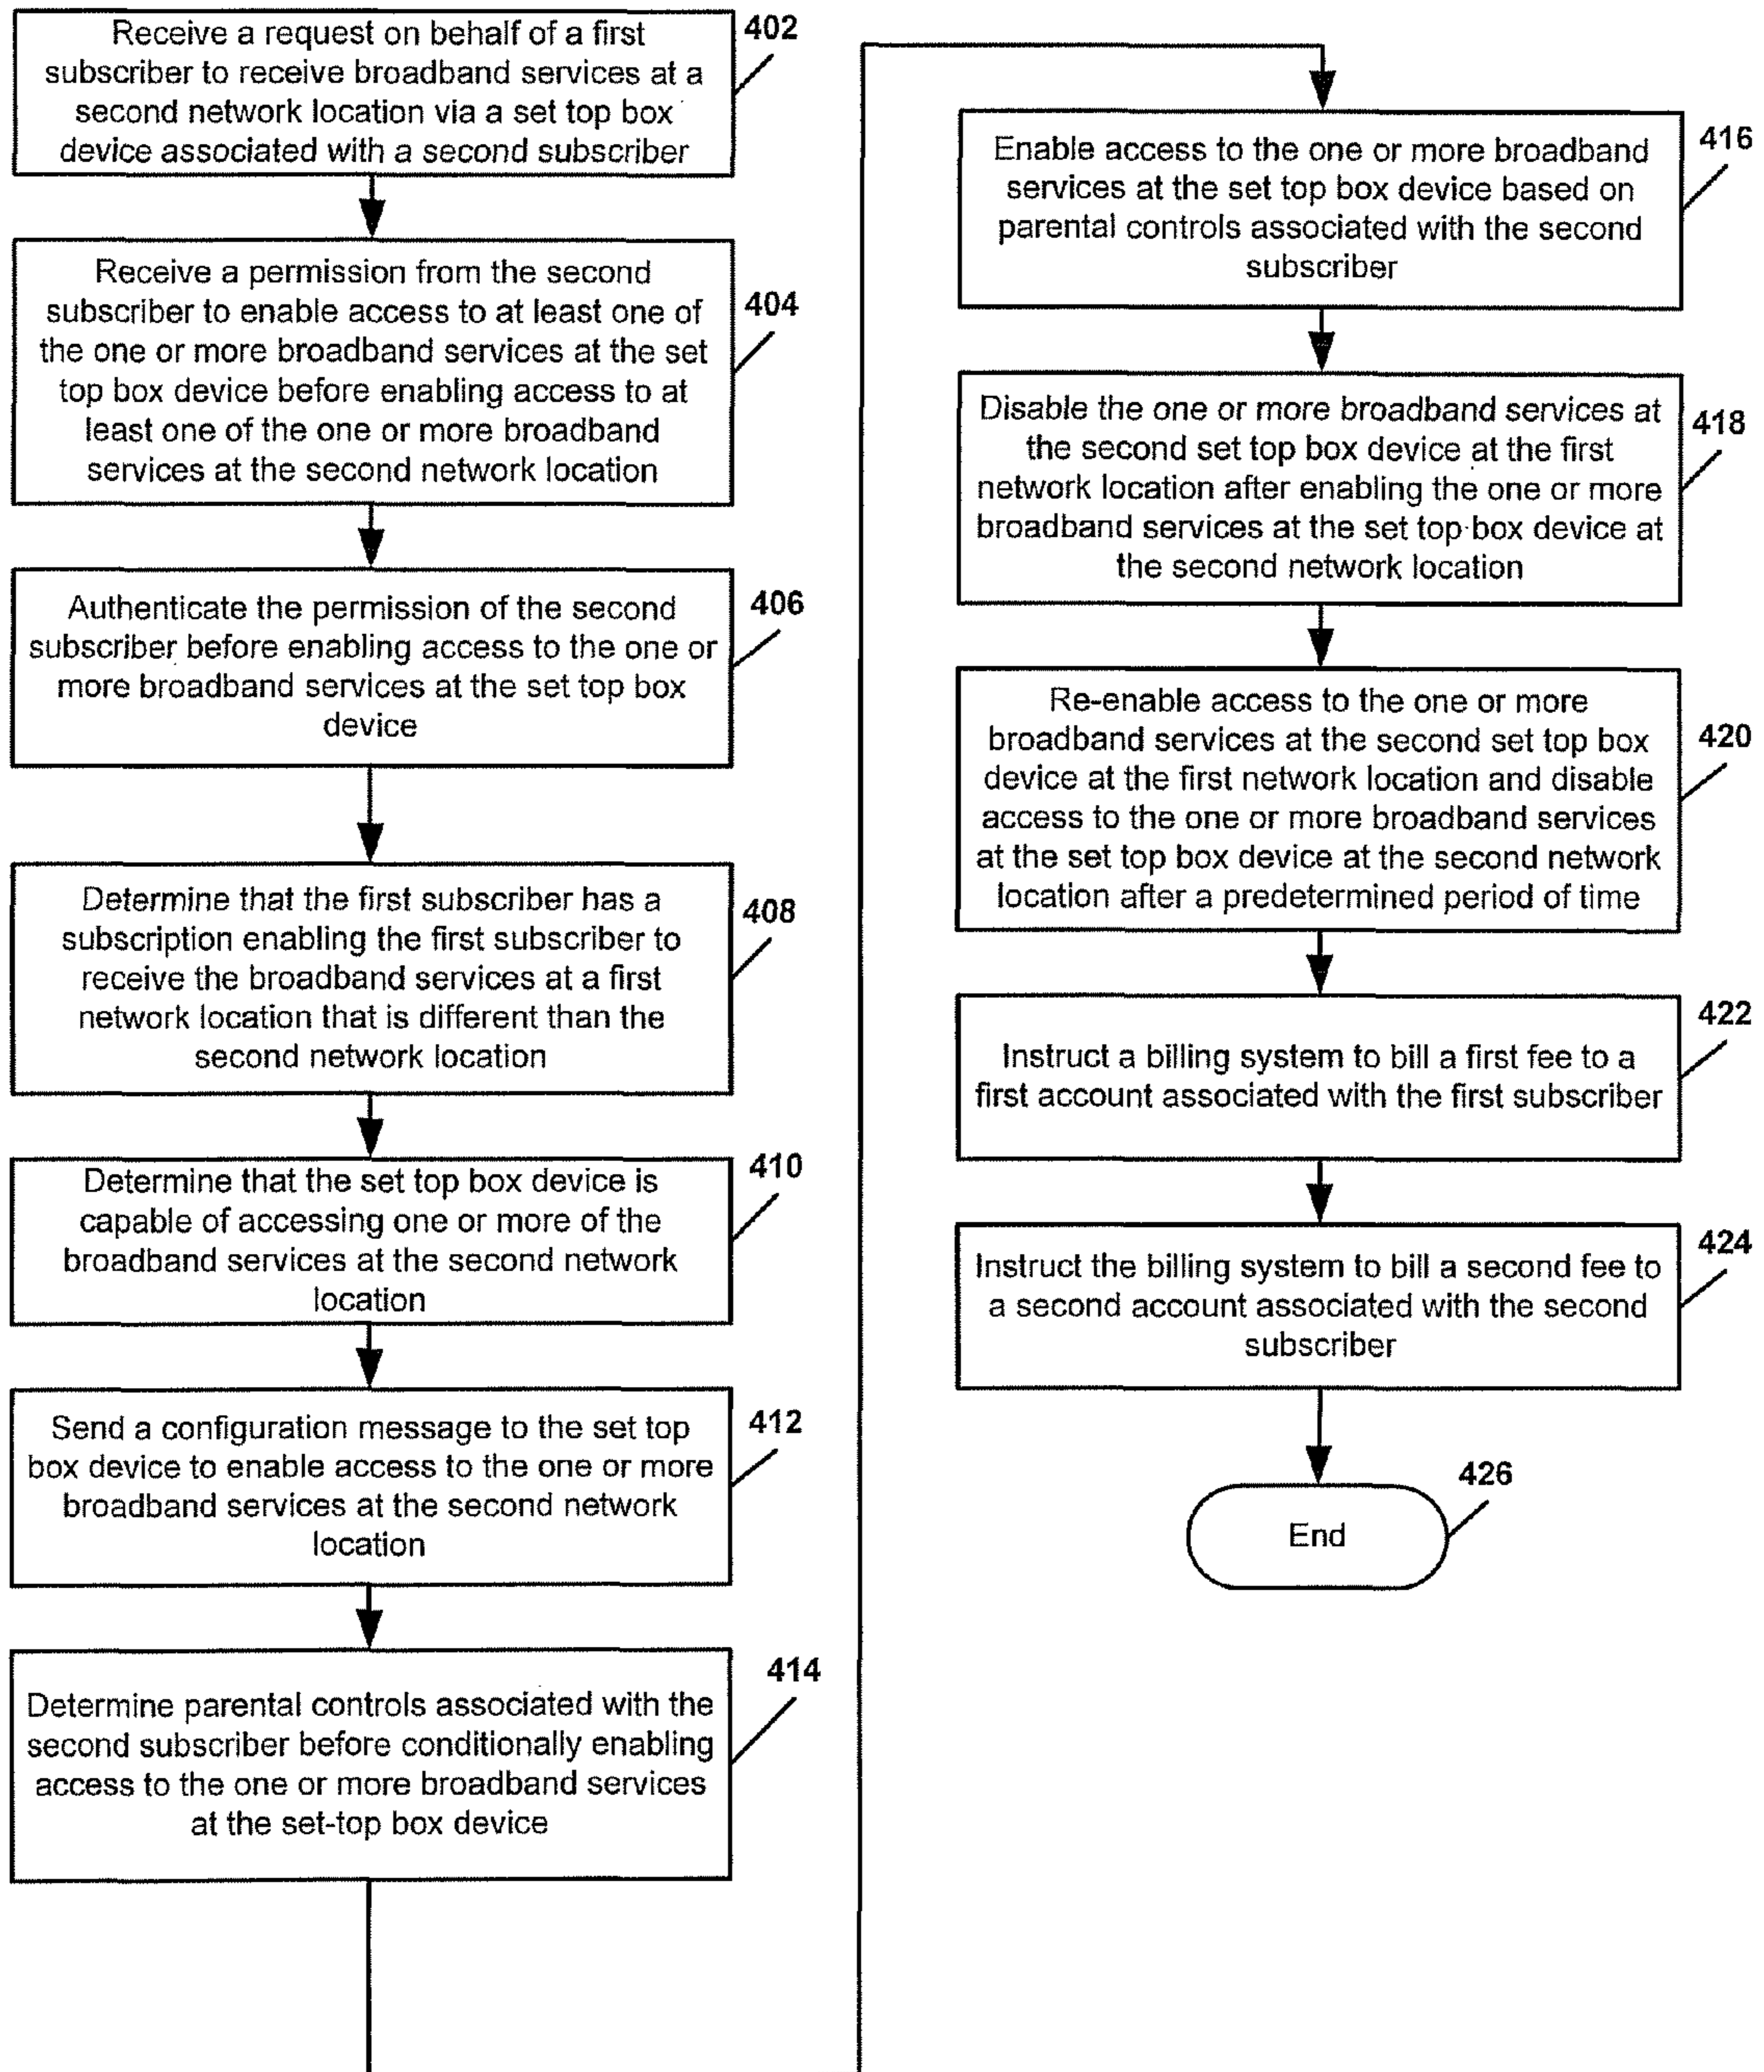 Receive a request on behalf of a first
subscriber to receive broadband services at a
second network location via a set top box
device associated with a second subscriber
402
Receive a permission from the second
subscriber to enable access to at least one of
the one or more broadband services at the set
top box device before enabling access to at
least one of the one or more broadband
services at the second network location
404
Authenticate the permission of the second
subscriber before enabling access to the one or
more broadband services at the set top box
device
406
Determine that the first subscriber has a
subscription enabling the first subscriber to
receive the broadband services at a first
network location that is different than the
second network location
408
Determine that the set top box device is
capable of accessing one or more of the
broadband services at the second network
location
410
Send a configuration message to the set top
box device to enable access to the one or more
broadband services at the second network
location
412
Determine parental controls associated with the
second subscriber before conditionally enabling
access to the one or more broadband services
at the set-top box device
414
Enable access to the one or more broadband
services at the set top box device based on
parental controls associated with the second
subscriber
416
Disable the one or more broadband services at
the second set top box device at the first
network location after enabling the one or more
broadband services at the set top box device at
the second network location
418
Re-enable access to the one or more
broadband services at the second set top box
device at the first network location and disable
access to the one or more broadband services
at the set top box device at the second network
location after a predetermined period of time
420
Instruct a billing system to bill a first fee to a
first account associated with the first subscriber
422
Instruct the billing system to bill a second fee to
a second account associated with the second
subscriber
424
End
426